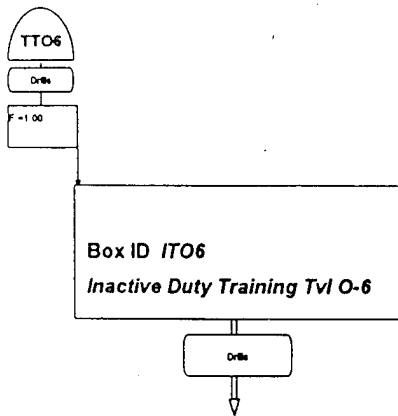 TTO6
Drills
F =1 00
Box ID ITO6
Inactive Duty Training Tvl O-6
Drills